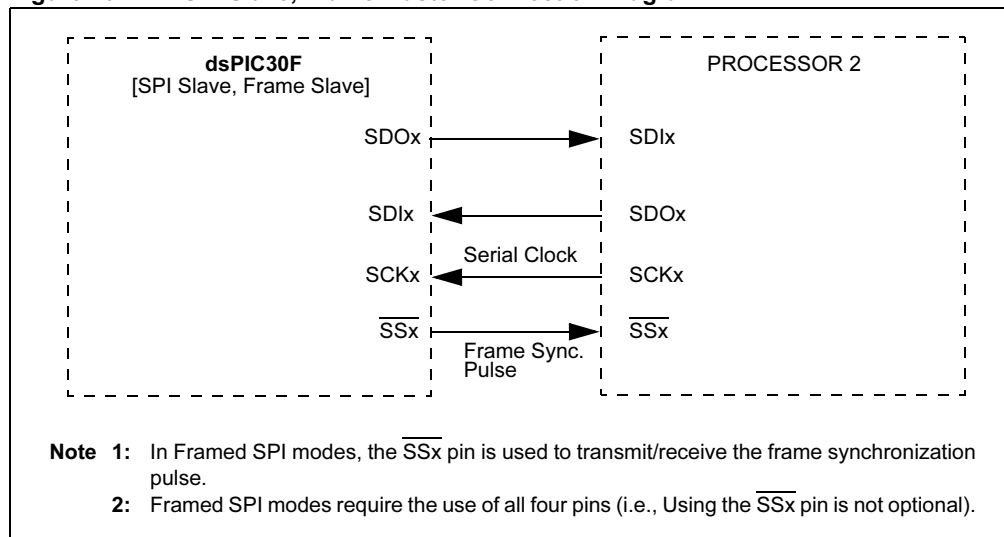 dsPIC30F
[SPI Slave, Frame Slave]
PROCESSOR 2
SDOx
SDIx
SDIx
SDOx
Serial Clock
SCKx
SCKx
SSx
SSx
Frame Sync.
Pulse
Note 1: In Framed SPI modes, the SSx pin is used to transmit/receive the frame synchronization
pulse.
2: Framed SPI modes require the use of all four pins (i.e., Using the SSx pin is not optional).